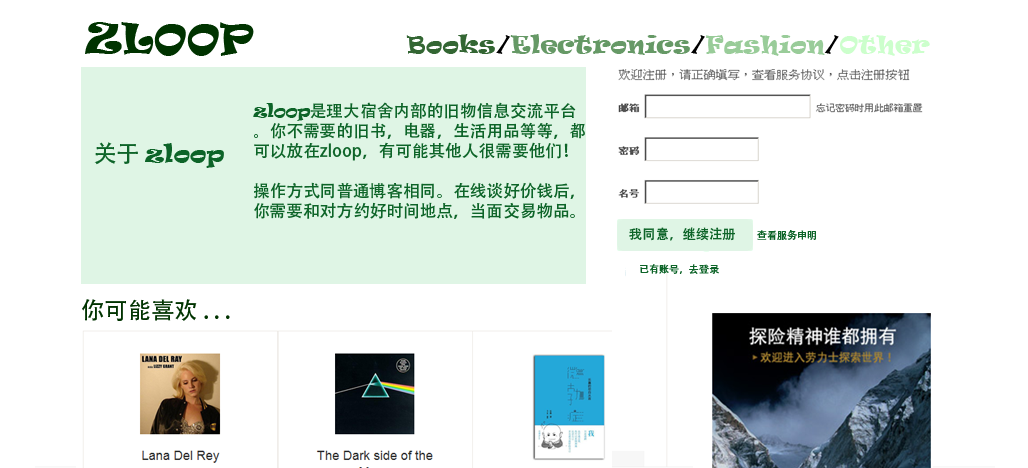 ZLOOP
Books/Electronics/Fashion/Other
关于 zloop
zloop是理大宿舍内部的旧物信息交流平台
。你不需要的旧书，电器，生活用品等等，都
可以放在zloop，有可能其他人很需要他们！
操作方式同普通博客相同。在线谈好价钱后，
你需要和对方约好时间地点，当面交易物品。
欢迎注册，请正确填写，查看服务协议，点击注册按钮
邮箱
忘记密码时用此邮箱重置
密码
名号
我同意，继续注册
查看服务申明
已有账号，去登录
你可能喜欢 . . .
LANA DEL RAY
LIZZY GRANT
Lana Del Rey
The Dark side of the
探险精神谁都拥有
欢迎进入劳力士探索世界！